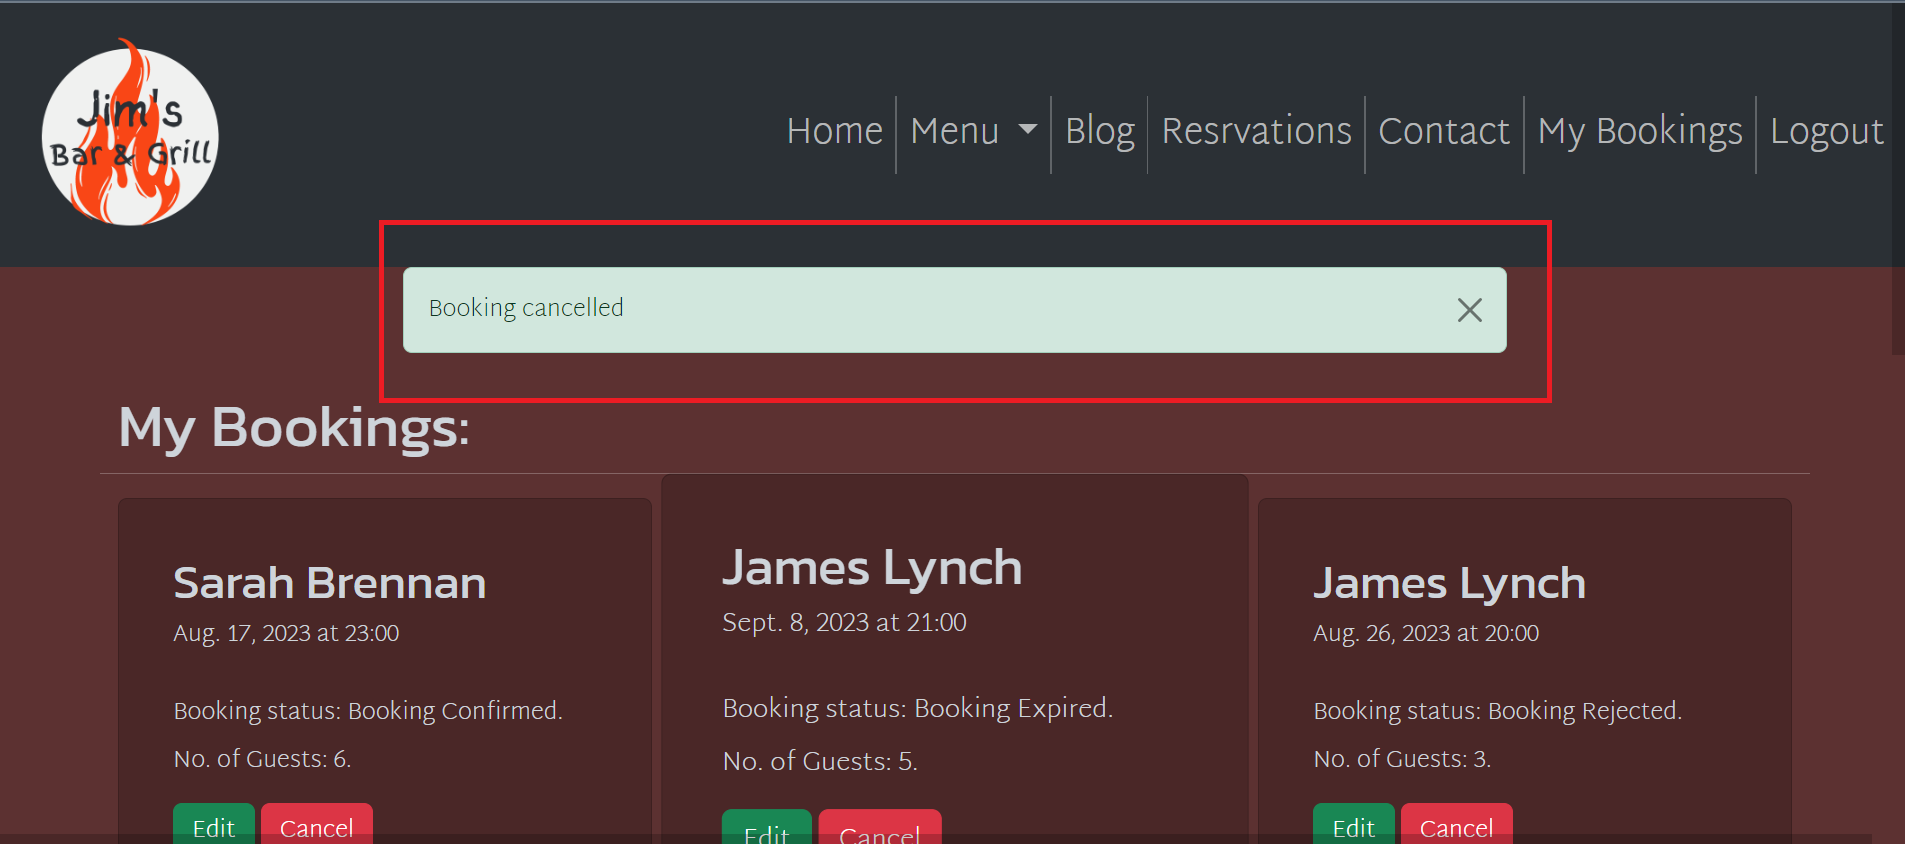 Jim's
Bar & Grill
Home Menu Blog Resrvations Contact My Bookings Logout
Booking cancelled
My Bookings:
Sarah Brennan
Aug. 17, 2023 at 23:00
Booking status: Booking Confirmed.
No. of Guests: 6.
Edit Cancel
James Lynch
Sept. 8, 2023 at 21:00
Booking status: Booking Expired.
No. of Guests: 5.
Edit Cancel
James Lynch
Aug. 26, 2023 at 20:00
Booking status: Booking Rejected.
No. of Guests: 3.
Edit Cancel